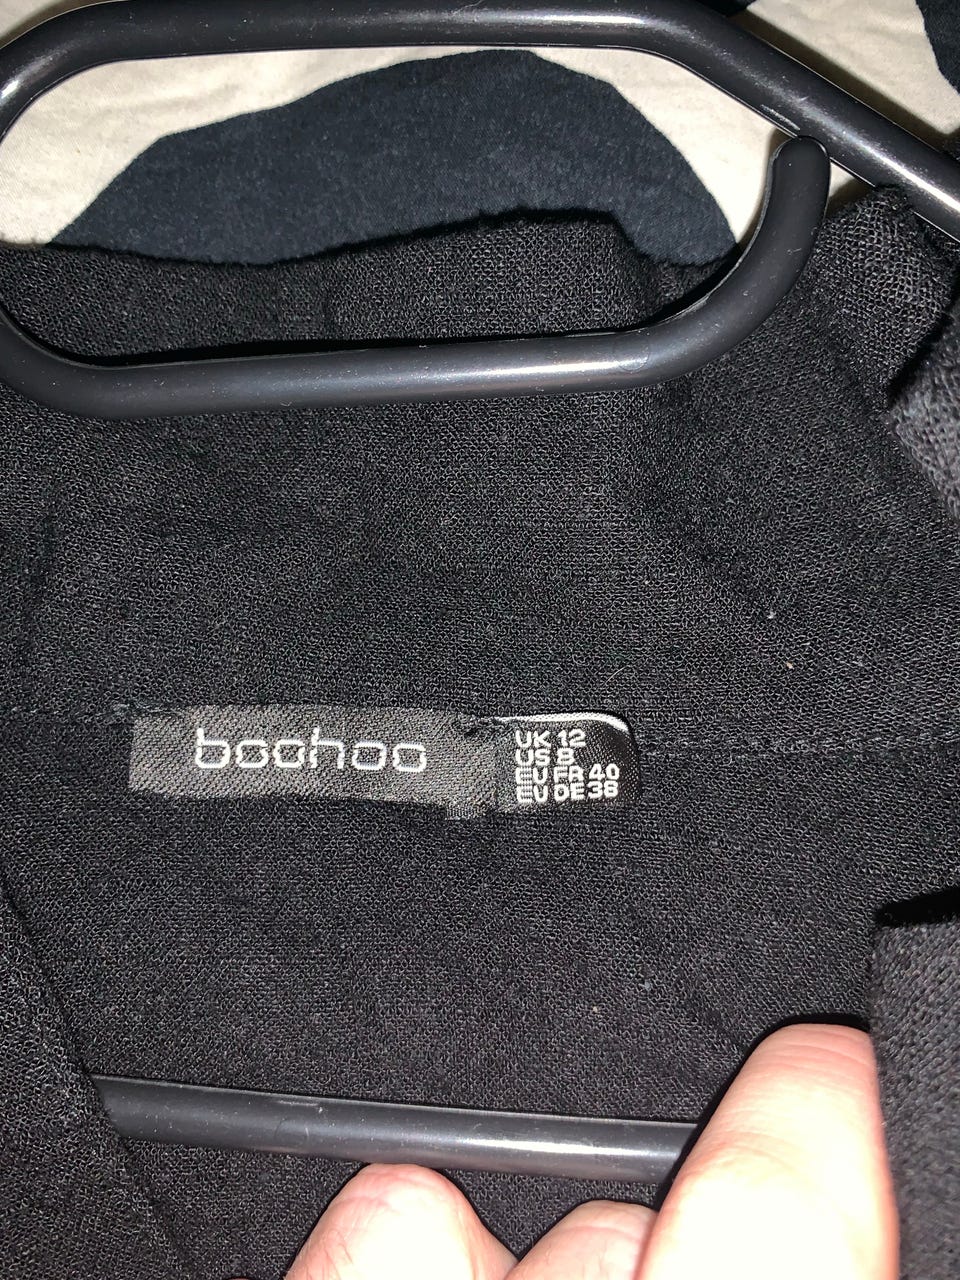 boohoo
UK 12
US 8
EU FR 40
EU DE 38